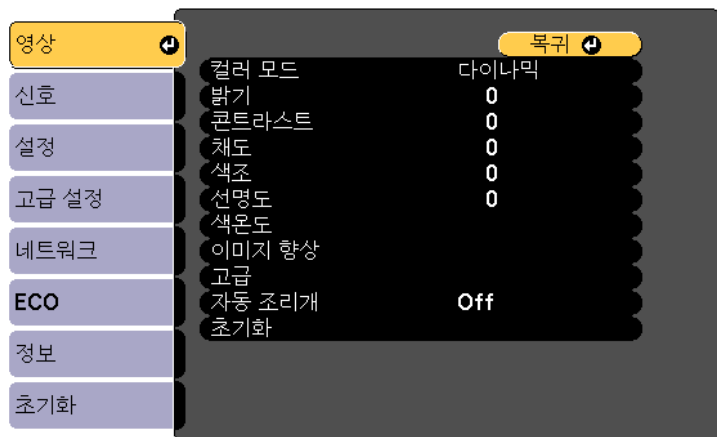 영상
신호
설정
고급 설정
네트워크
ECO
정보
초기화
복귀
컬러 모드 다이나믹
밝기 0
콘트라스트 0
채도 0
색조 0
선명도 0
색온도
이미지 향상
고급
자동 조리개 Off
초기화